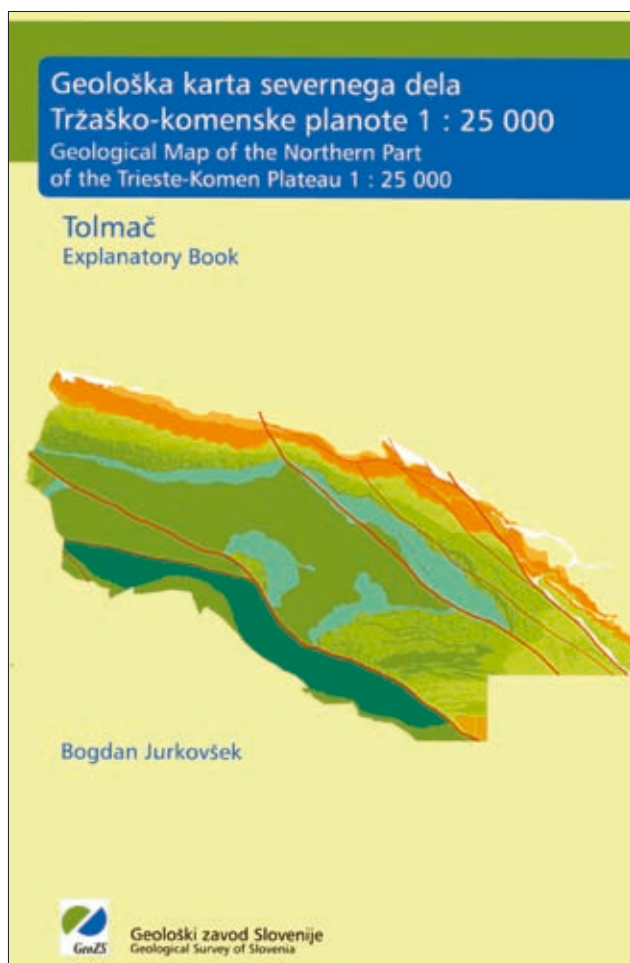 Geološka karta severnega dela
Tržaško-komenske planote 1 : 25 000
Geological Map of the Northern Part
of the Trieste-Komen Plateau 1 : 25 000
Tolmač
Explanatory Book
Bogdan Jurkovšek
GeoZS
Geološki zavod Slovenije
Geological Survey of Slovenia